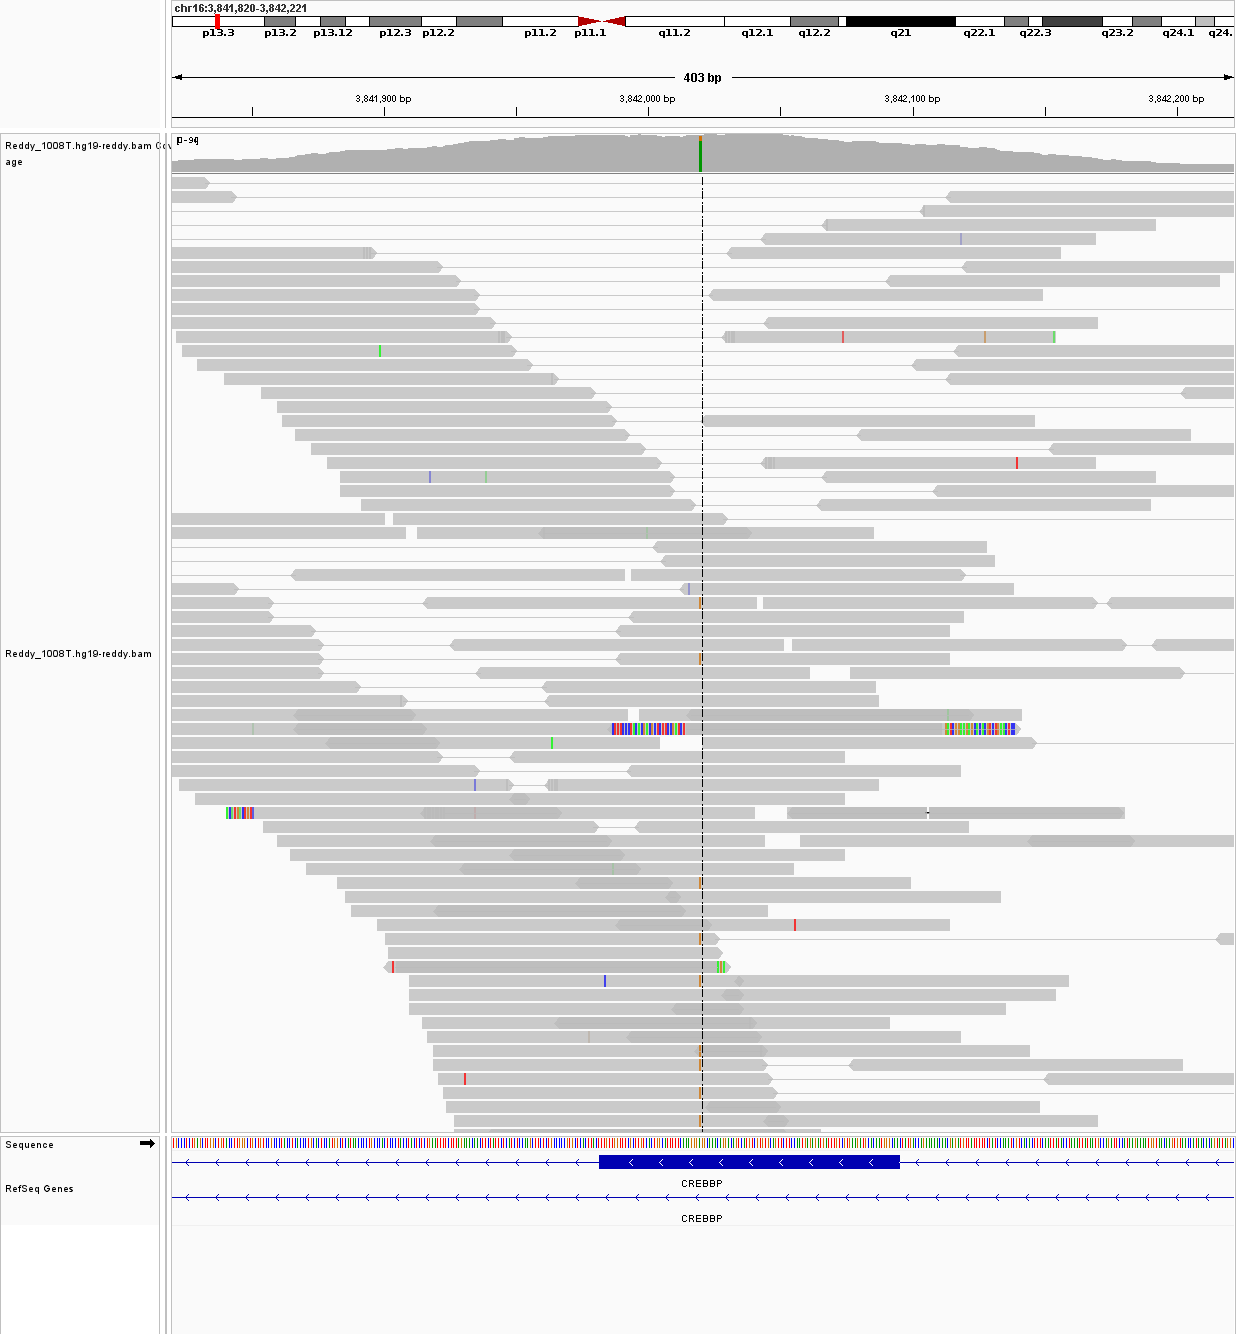 chr16:3,841,820-3,842,221
p13.3 p13.2 p13.12 p12.3 p12.2 p11.2 p11.1 q11.2 q12.1 q12.2 q21 q22.1 q22.3 q23.2 q24.1 q24.
403 bp
3,841,900 bp 3,842,000 bp 3,842,100 bp 3,842,200 bp
[0-94]
Reddy_1008T.hg19-reddy.bam Cov
age
Reddy_1008T.hg19-reddy.bam
Sequence
CREBBP
RefSeq Genes
CREBBP